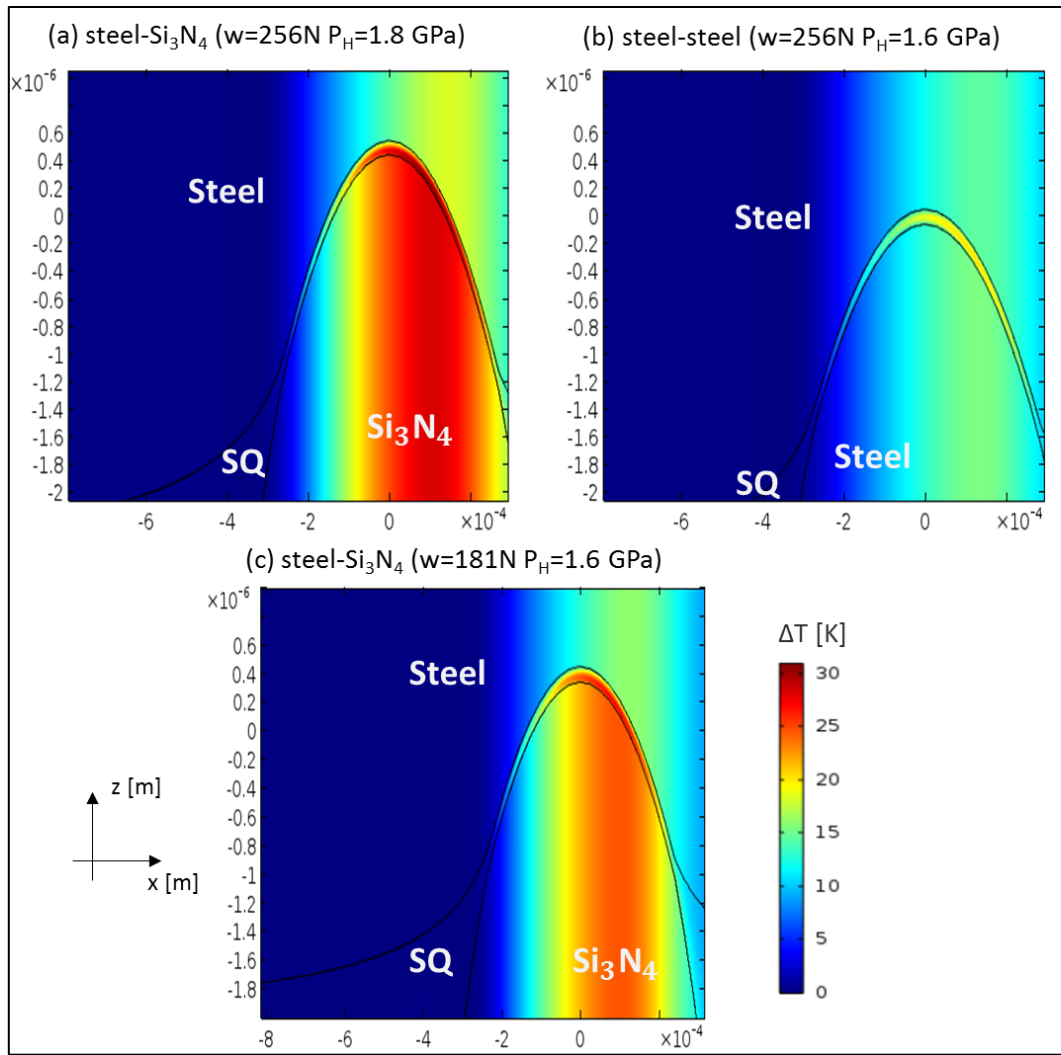 (a) steel-Si₃N₄ (w=256N P_H=1.8 GPa)
×10⁻⁶
0.6
0.4
0.2
0
-0.2
-0.4
-0.6
-0.8
-1
-1.2
-1.4
-1.6
-1.8
-2
Steel
Si₃N₄
SQ
-6 -4 -2 0 ×10⁻⁴
(b) steel-steel (w=256N P_H=1.6 GPa)
×10⁻⁶
0.6
0.4
0.2
0
-0.2
-0.4
-0.6
-0.8
-1
-1.2
-1.4
-1.6
-1.8
-2
Steel
Steel
SQ
-6 -4 -2 0 ×10⁻⁴
(c) steel-Si₃N₄ (w=181N P_H=1.6 GPa)
×10⁻⁶
0.6
0.4
0.2
0
-0.2
-0.4
-0.6
-0.8
-1
-1.2
-1.4
-1.6
-1.8
Steel
SQ
Si₃N₄
-8 -6 -4 -2 0 ×10⁻⁴
z [m]
x [m]
ΔT [K]
30
25
20
15
10
5
0